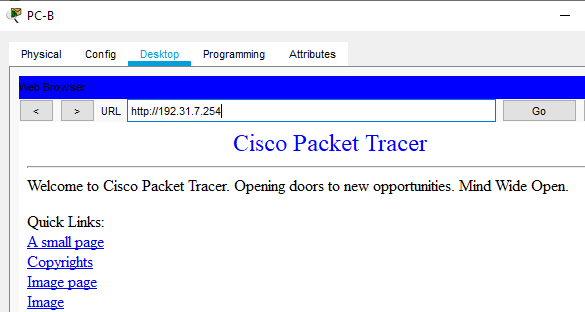 PC-B
Physical Config Desktop Programming Attributes
Web Browser
< > URL http://192.31.7.254 Go
Cisco Packet Tracer
Welcome to Cisco Packet Tracer. Opening doors to new opportunities. Mind Wide Open.
Quick Links:
A small page
Copyrights
Image page
Image